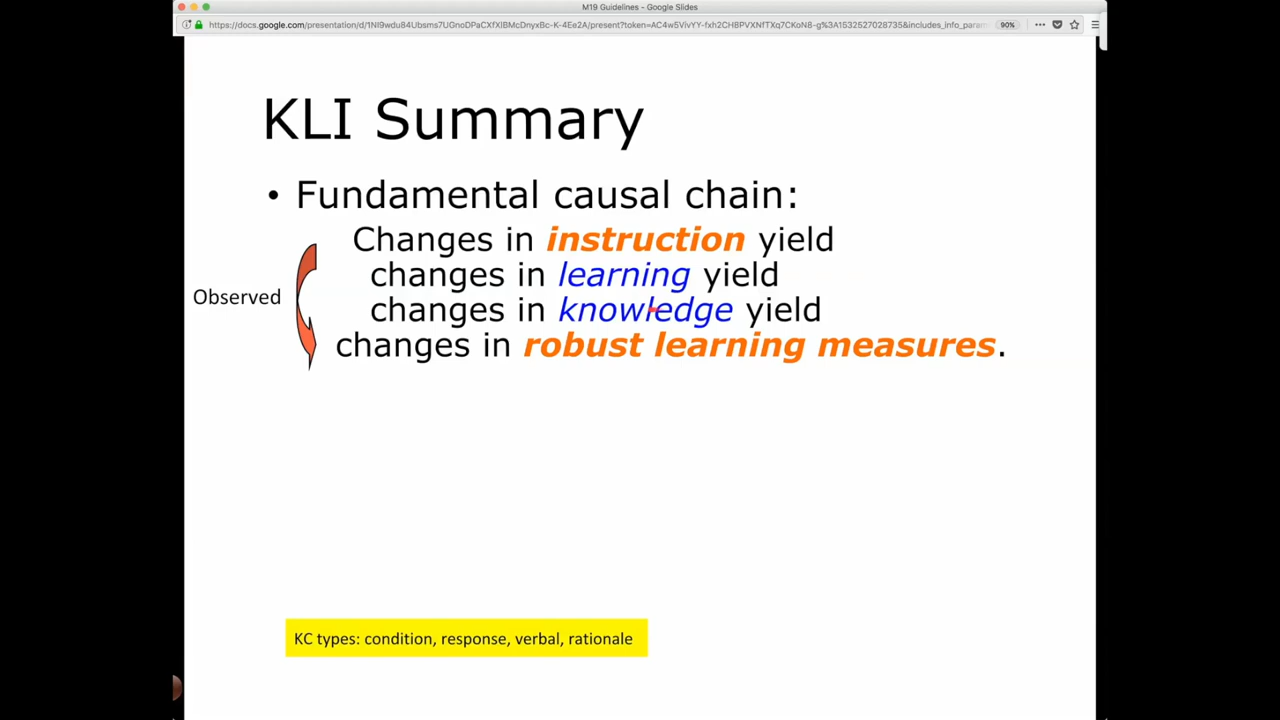 M19 Guidelines - Google Slides
90%
KLI Summary
• Fundamental causal chain:
Changes in instruction yield
changes in learning yield
Observed
changes in knowledge yield
changes in robust learning measures.
KC types: condition, response, verbal, rationale